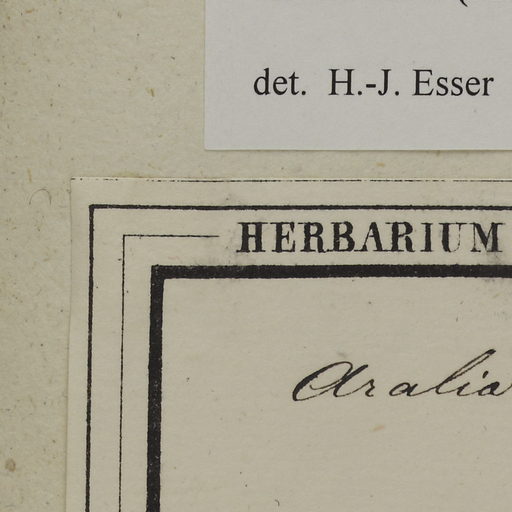 det. H.-J. Esser
HERBARIUM
Aralia